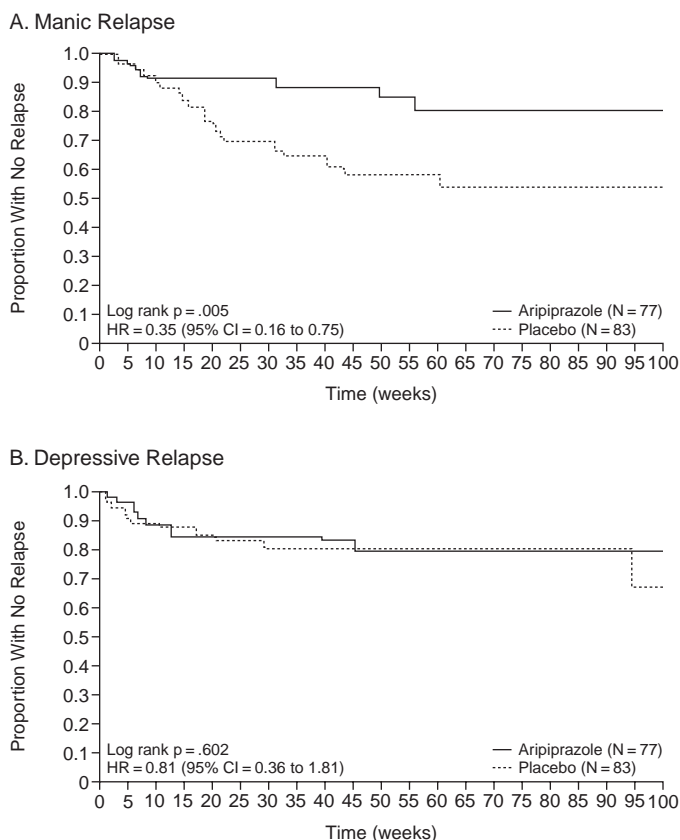 A. Manic Relapse
1.0
0.9
0.8
0.7
0.6
0.5
0.4
0.3
0.2
0.1
0
Proportion With No Relapse
Log rank p = .005
HR = 0.35 (95% CI = 0.16 to 0.75)
Aripiprazole (N = 77)
Placebo (N = 83)
0 5 10 15 20 25 30 35 40 45 50 55 60 65 70 75 80 85 90 95 100
Time (weeks)
B. Depressive Relapse
1.0
0.9
0.8
0.7
0.6
0.5
0.4
0.3
0.2
0.1
0
Proportion With No Relapse
Log rank p = .602
HR = 0.81 (95% CI = 0.36 to 1.81)
Aripiprazole (N = 77)
Placebo (N = 83)
0 5 10 15 20 25 30 35 40 45 50 55 60 65 70 75 80 85 90 95 100
Time (weeks)